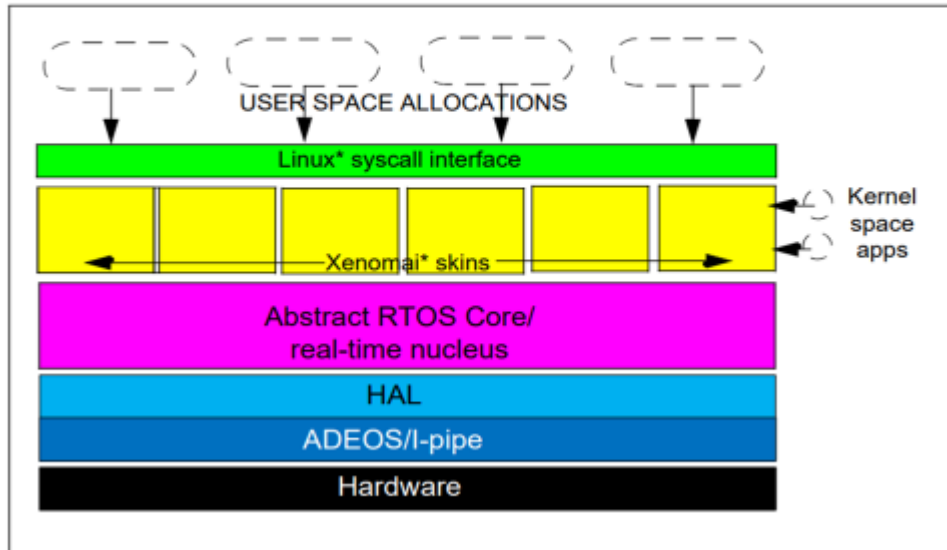 USER SPACE ALLOCATIONS
Linux* syscall interface
Kernel
space
apps
Xenomai* skins
Abstract RTOS Core/
real-time nucleus
HAL
ADEOS/I-pipe
Hardware